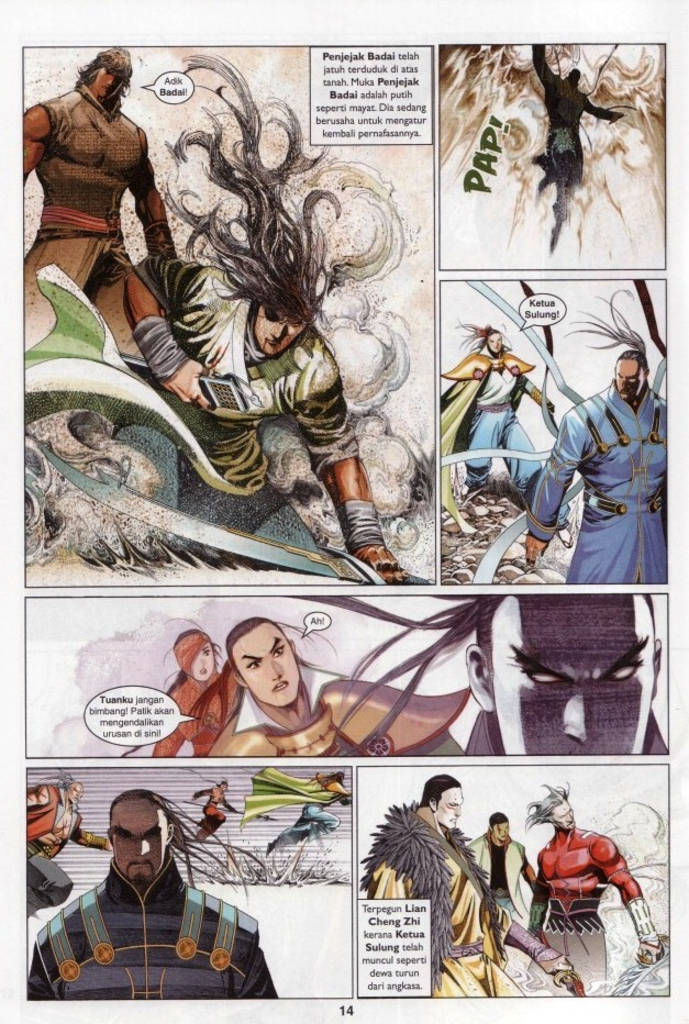 Adik
Badai!
Penjejak Badai telah
jatuh terduduk di atas
tanah. Muka Penjejak
Badai adalah putih
seperti mayat. Dia sedang
berusaha untuk mengatur
kembali pernafasannya.
PAP!
Ketua
Sulung!
Ah!
Tuanku jangan
bimbang! Patik akan
mengendalikan
urusan di sini!
Terpegun Lian
Cheng Zhi
kerana Ketua
Sulung telah
muncul seperti
dewa turun
dari angkasa.
14